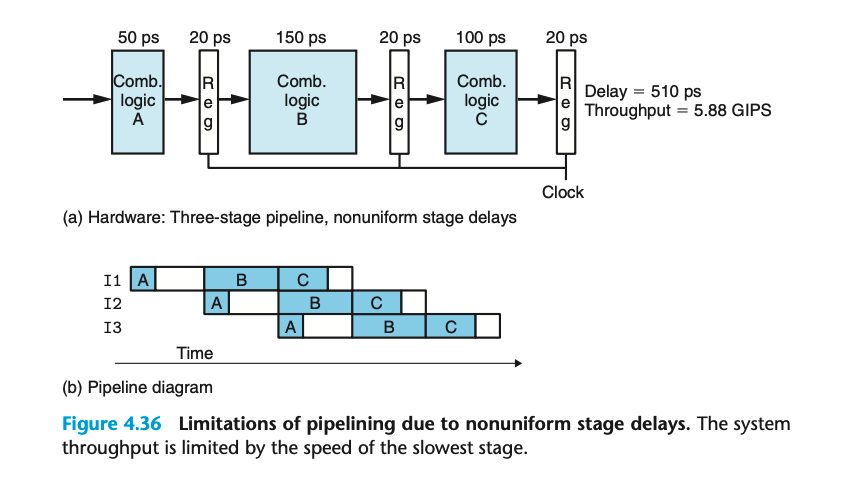 50 ps 20 ps 150 ps 20 ps 100 ps 20 ps
Comb. logic A
Reg
Comb. logic B
Reg
Comb. logic C
Reg
Delay = 510 ps
Throughput = 5.88 GIPS
Clock
(a) Hardware: Three-stage pipeline, nonuniform stage delays
I1 A B C
I2 A B C
I3 A B C
Time
(b) Pipeline diagram
Figure 4.36 Limitations of pipelining due to nonuniform stage delays. The system
throughput is limited by the speed of the slowest stage.